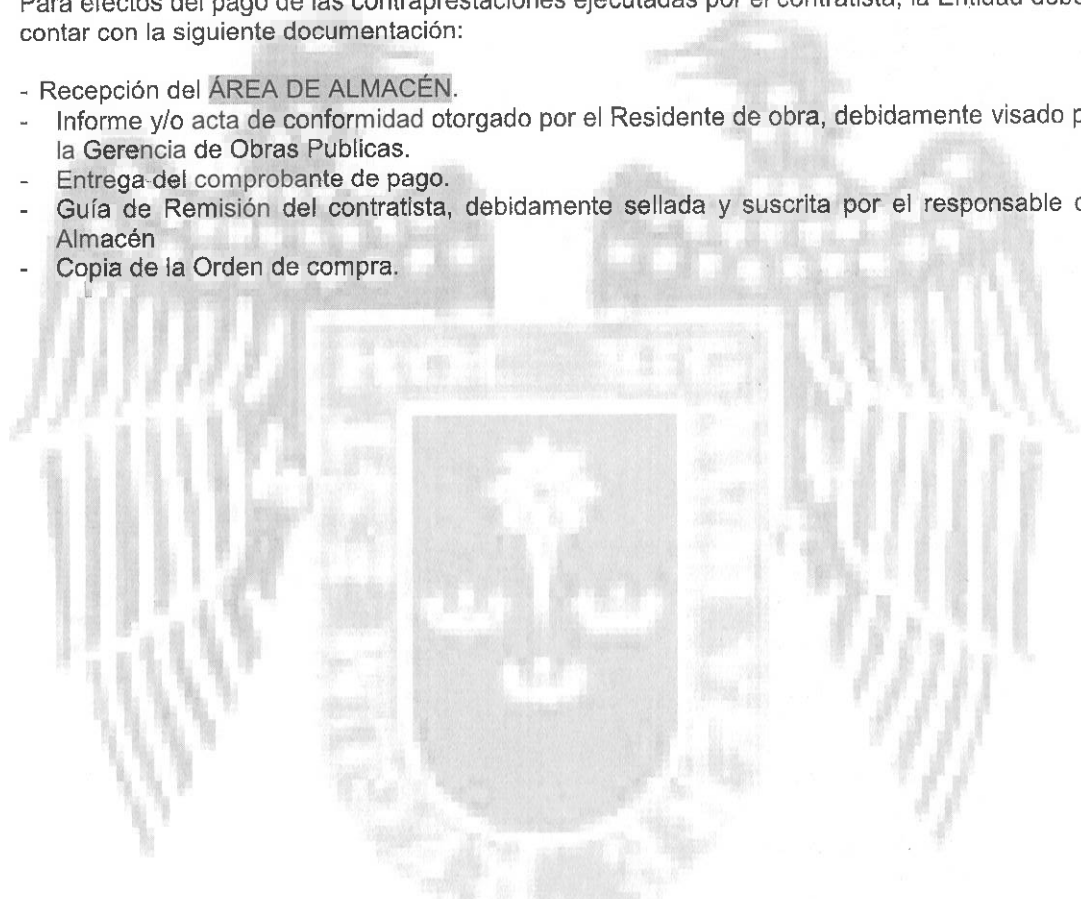 Para efectos del pago de las contraprestaciones ejecutadas por el contratista, la Entidad
contar con la siguiente documentación:
- Recepción del ÁREA DE ALMACÉN.
- Informe y/o acta de conformidad otorgado por el Residente de obra, debidamente visado
la Gerencia de Obras Publicas.
- Entrega del comprobante de pago.
- Guía de Remisión del contratista, debidamente sellada y suscrita por el responsable
Almacén
- Copia de la Orden de compra.